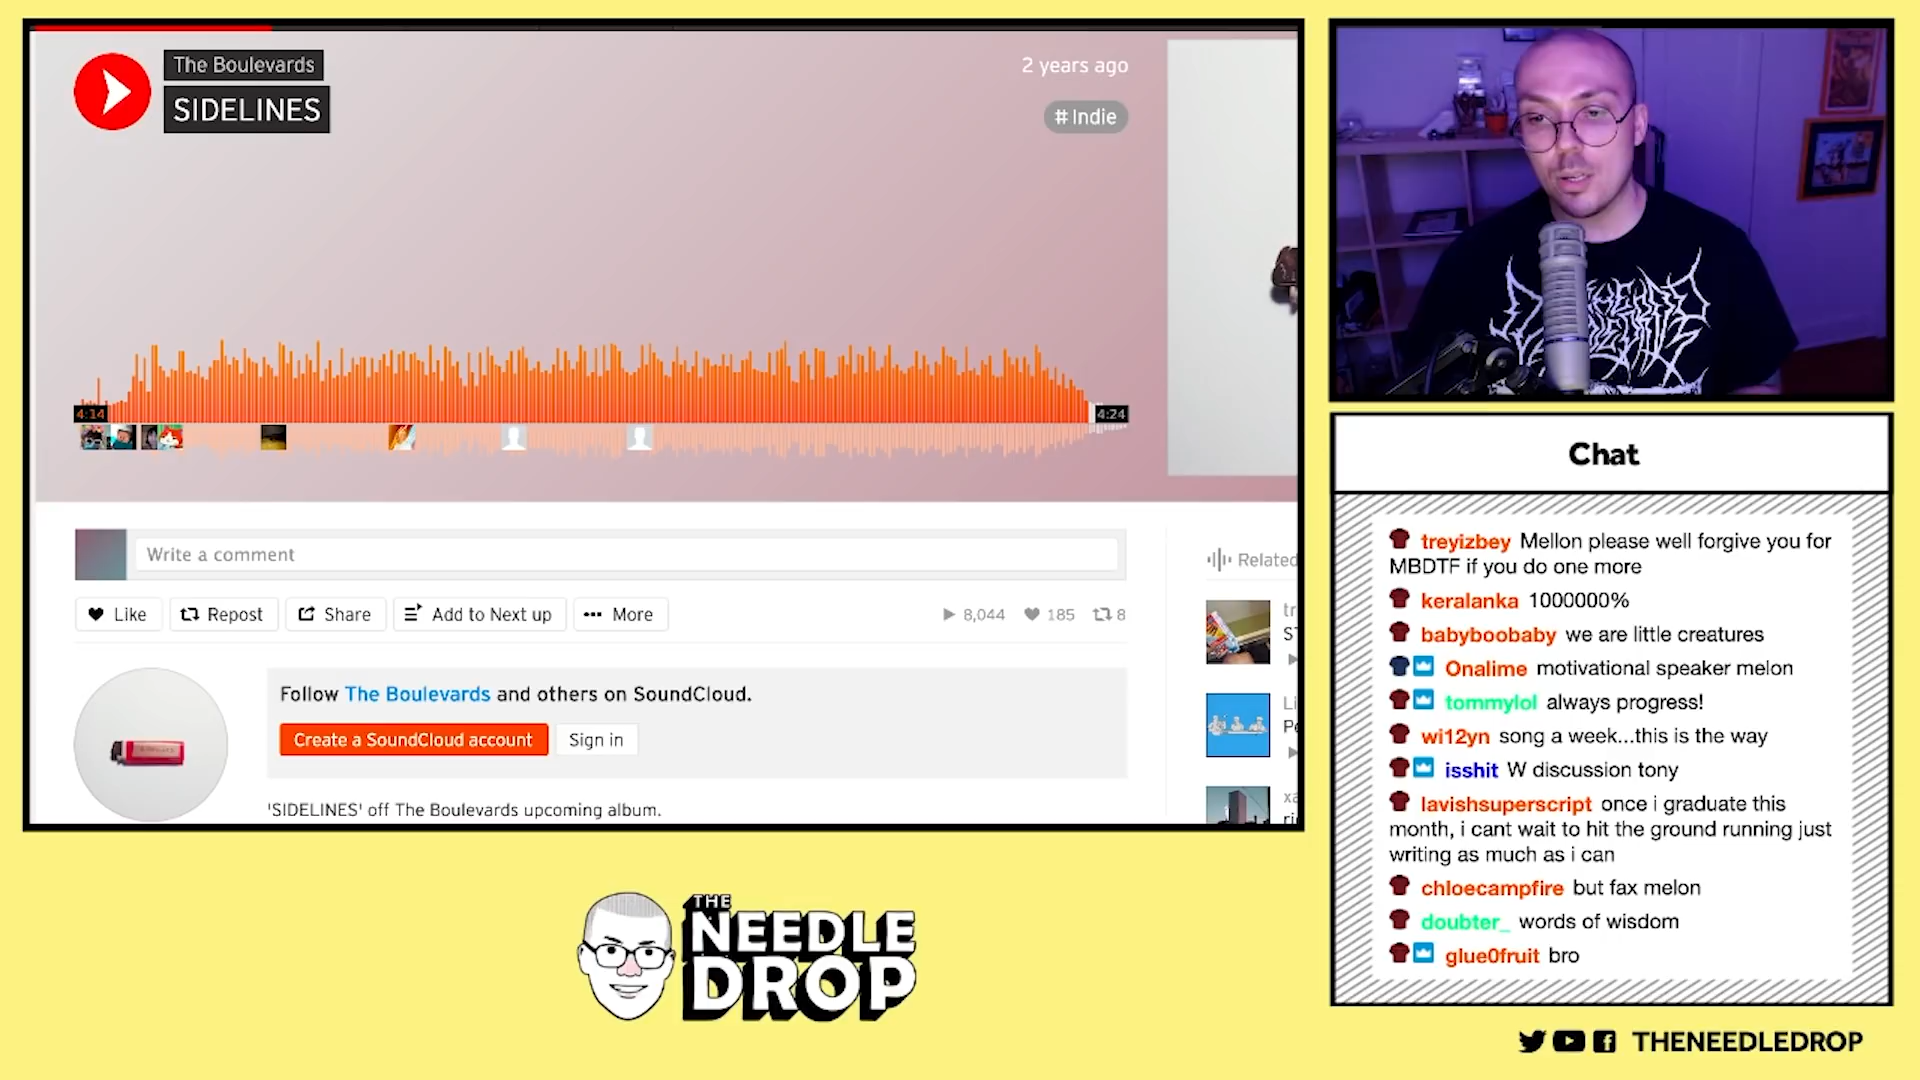 The Boulevards
SIDELINES
2 years ago
# Indie
4:14
4:24
Write a comment
Like
Repost
Share
Add to Next up
More
8,044
185
8
Related
Follow The Boulevards and others on SoundCloud.
Create a SoundCloud account
Sign in
'SIDELINES' off The Boulevards upcoming album.
Chat
treyizbey Mellon please well forgive you for
MBDTF if you do one more
keralanka 1000000%
babyboobaby we are little creatures
Onalime motivational speaker melon
tommylol always progress!
wi12yn song a week...this is the way
isshit W discussion tony
lavishsuperscript once i graduate this
month, i cant wait to hit the ground running just
writing as much as i can
chloecampfire but fax melon
doubter_ words of wisdom
glue0fruit bro
THE
NEEDLE
DROP
THENEEDLEDROP